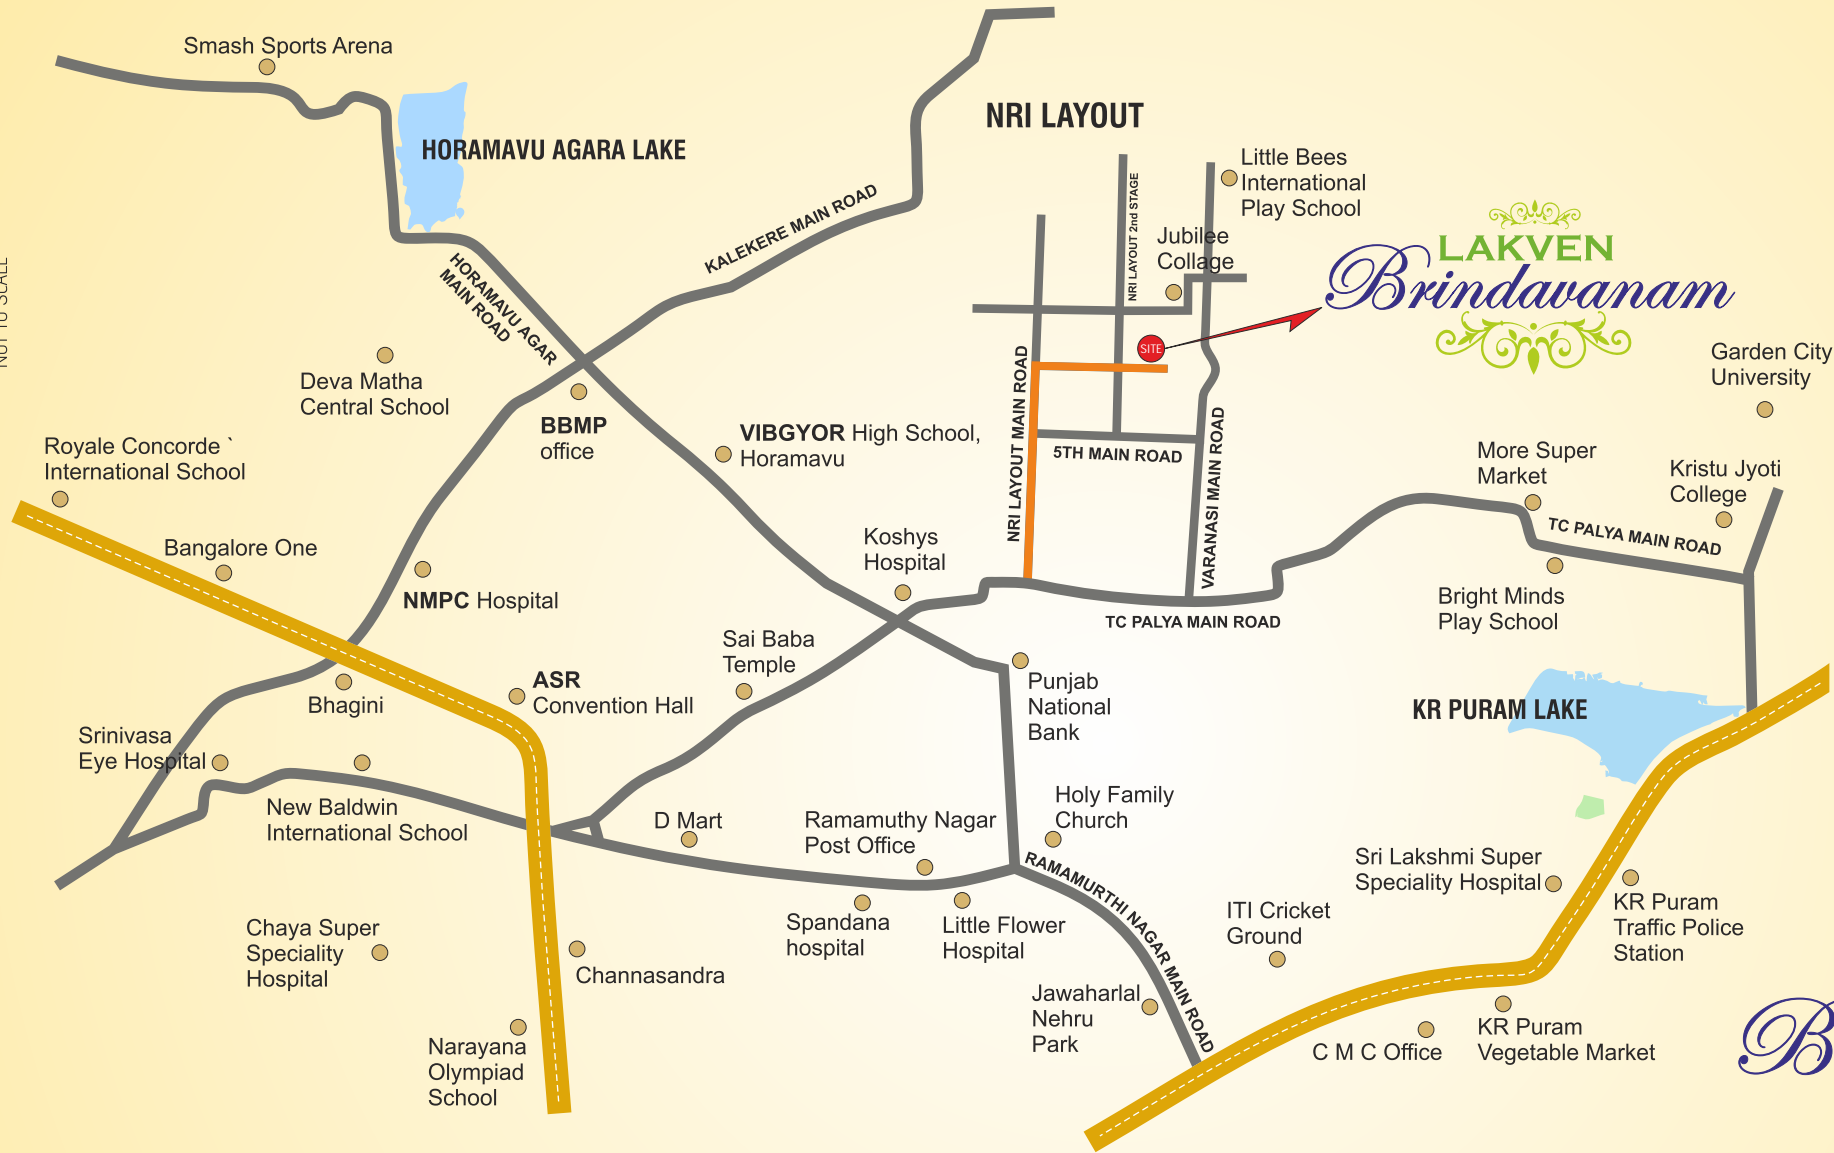 Smash Sports Arena
NRI LAYOUT
HORAMAVU AGARA LAKE
Little Bees
International
Play School
NRI LAYOUT 2nd STAGE
KALEKERE MAIN ROAD
Jubilee
Collage
LAKVEN
Brindavanam
HORAMAVU AGAR
MAIN ROAD
NOT TO SCALE
SITE
Garden City
University
Deva Matha
Central School
BBMP
office
NRI LAYOUT MAIN ROAD
5TH MAIN ROAD
VARANASI MAIN ROAD
VIBGYOR High School,
Horamavu
Royale Concorde `
International School
More Super
Market
Kristu Jyoti
College
TC PALYA MAIN ROAD
Bangalore One
Koshys
Hospital
NMPC Hospital
Bright Minds
Play School
TC PALYA MAIN ROAD
Sai Baba
Temple
ASR
Convention Hall
Bhagini
Punjab
National
Bank
KR PURAM LAKE
Srinivasa
Eye Hospital
New Baldwin
International School
D Mart
Ramamuthy Nagar
Post Office
Holy Family
Church
RAMAMURTHI NAGAR MAIN ROAD
Sri Lakshmi Super
Speciality Hospital
KR Puram
Traffic Police
Station
Spandana
hospital
Little Flower
Hospital
ITI Cricket
Ground
Chaya Super
Speciality
Hospital
Channasandra
Jawaharlal
Nehru
Park
Narayana
Olympiad
School
C M C Office
KR Puram
Vegetable Market
B